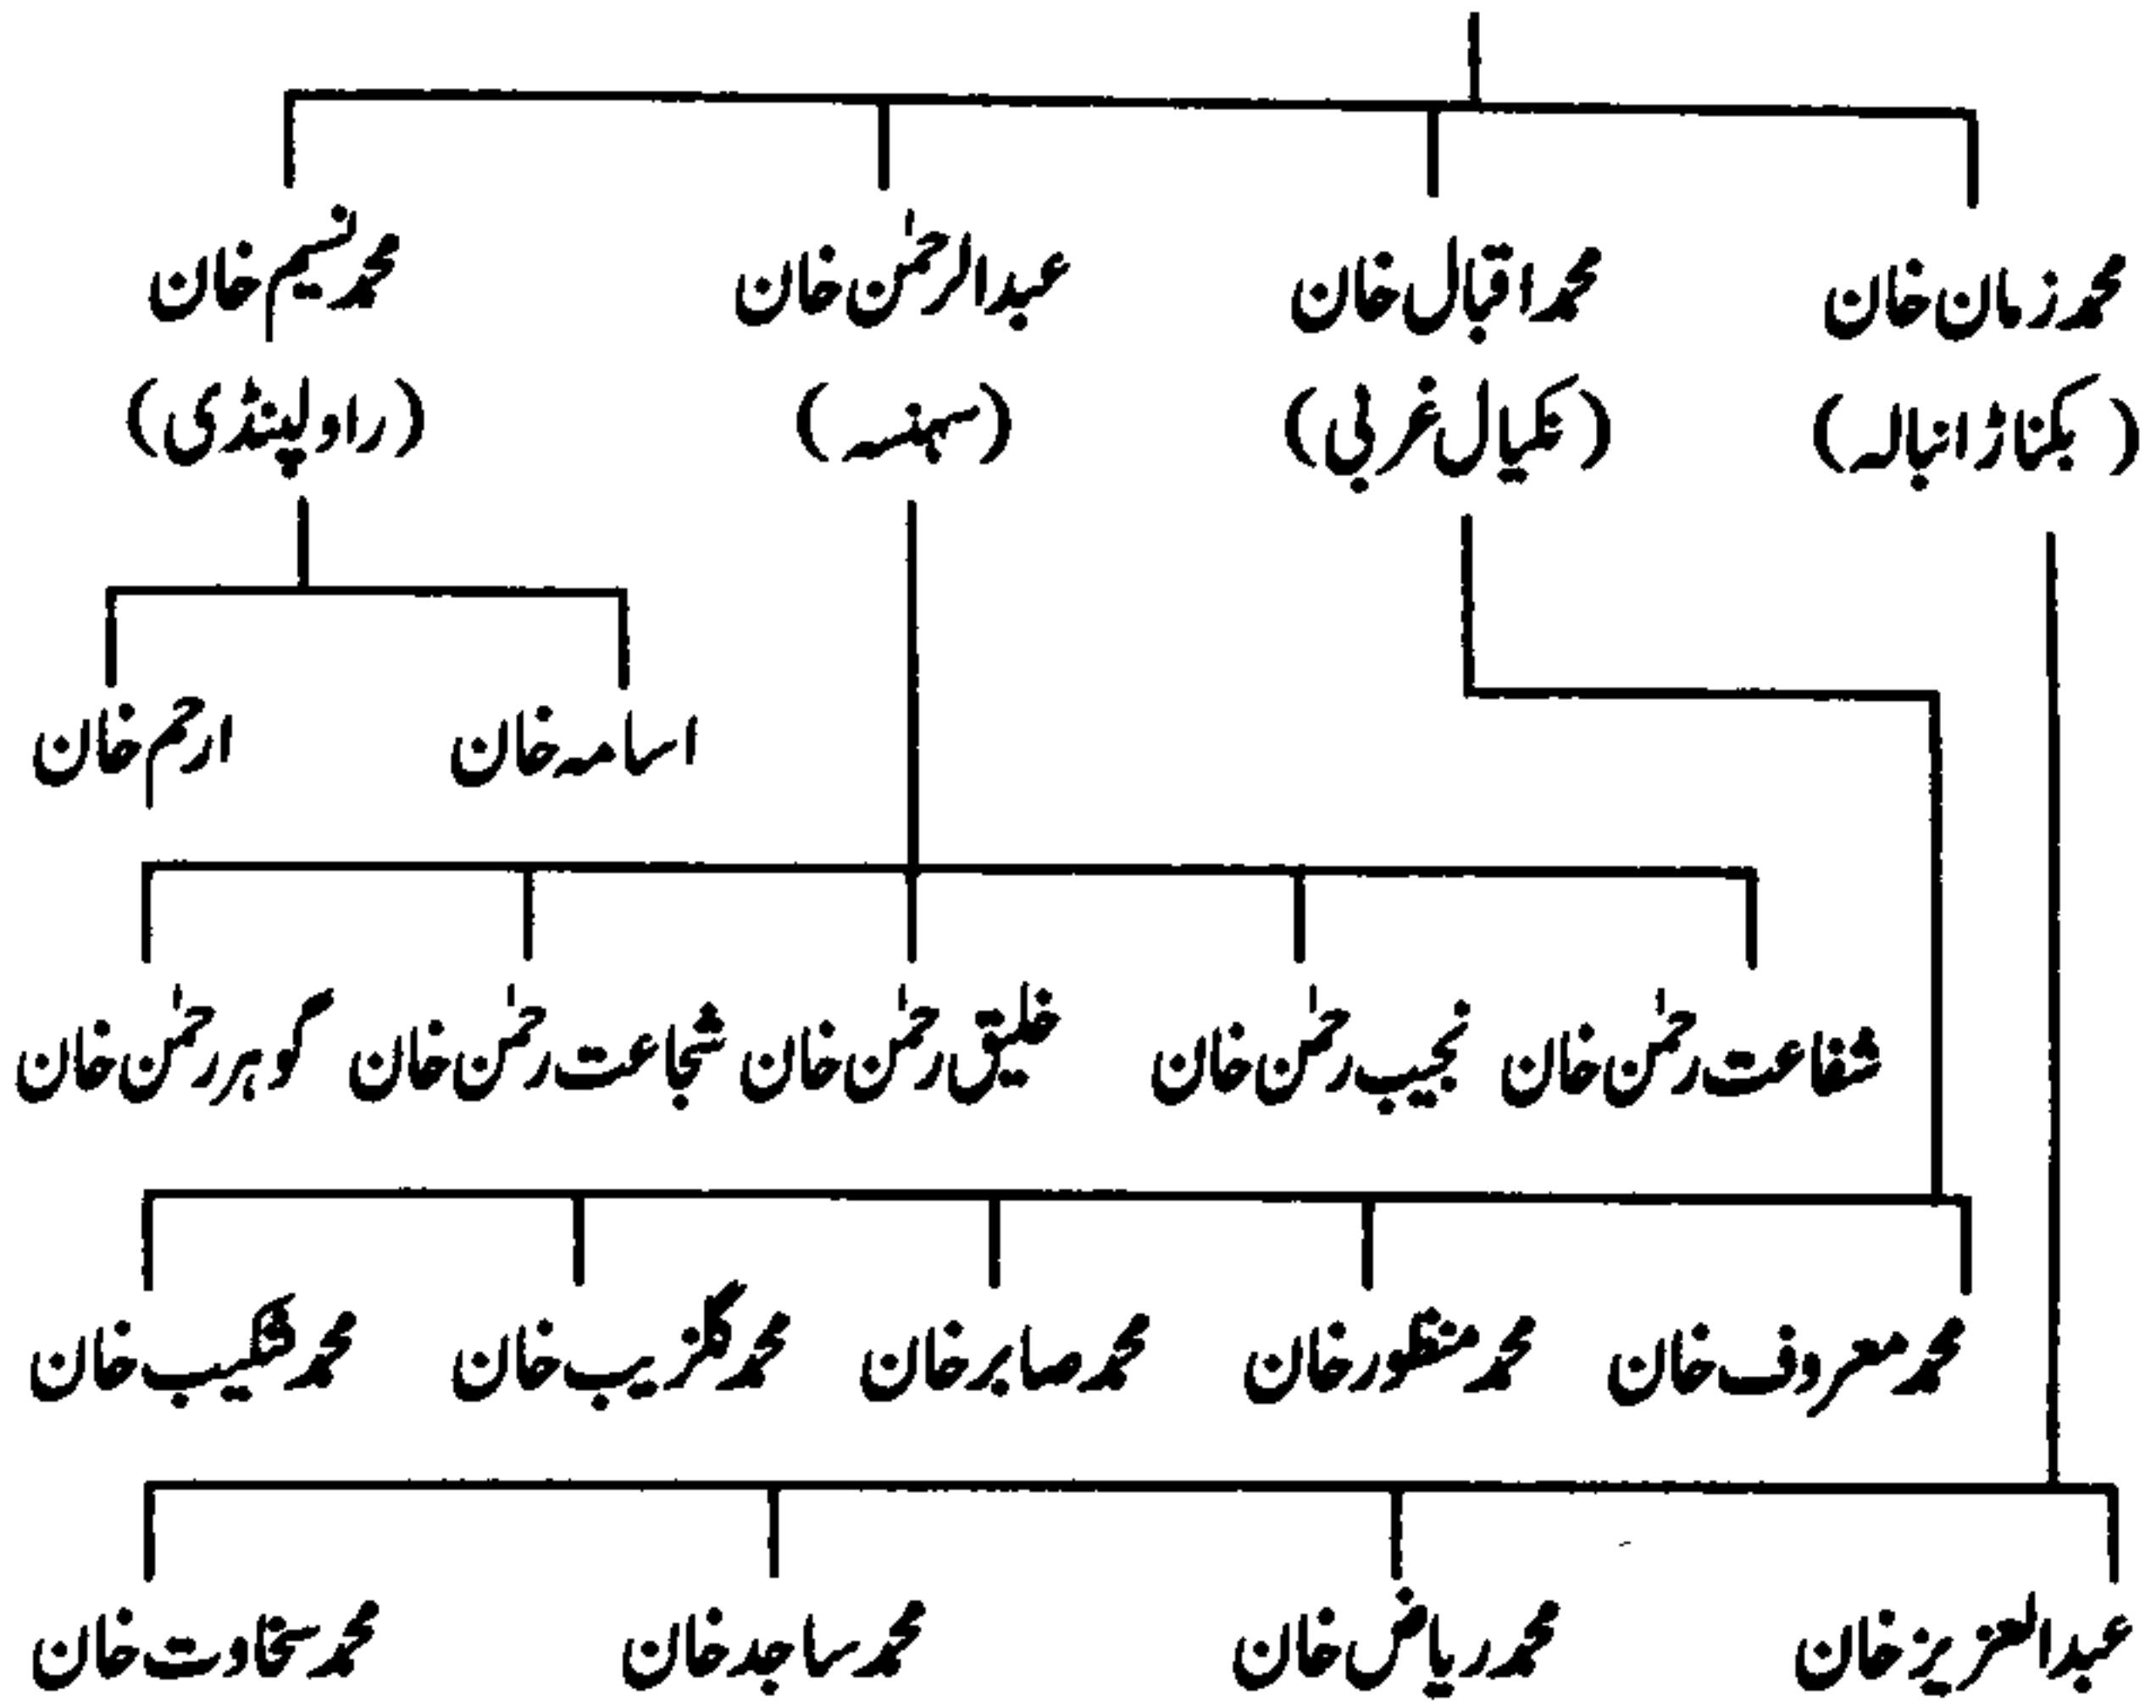 محمد زمان خان محمد اقبال خان عبدالرحمٰن خان محمد نسیم خان
(بکناڑ انبالہ) (نکیال غربی) (سہنہ) (راولپنڈی)
اسامہ خان ارحم خان
شفاعت رحمٰن خان نجیب رحمٰن خان خلیق رحمٰن خان شجاعت رحمٰن خان گوہر رحمٰن خان
محمد معروف خان محمد منظور خان محمد صابر خان محمد گلزیب خان محمد شکیب خان
عبدالعزیز خان محمد ریاض خان محمد ساجد خان محمد سخاوت خان